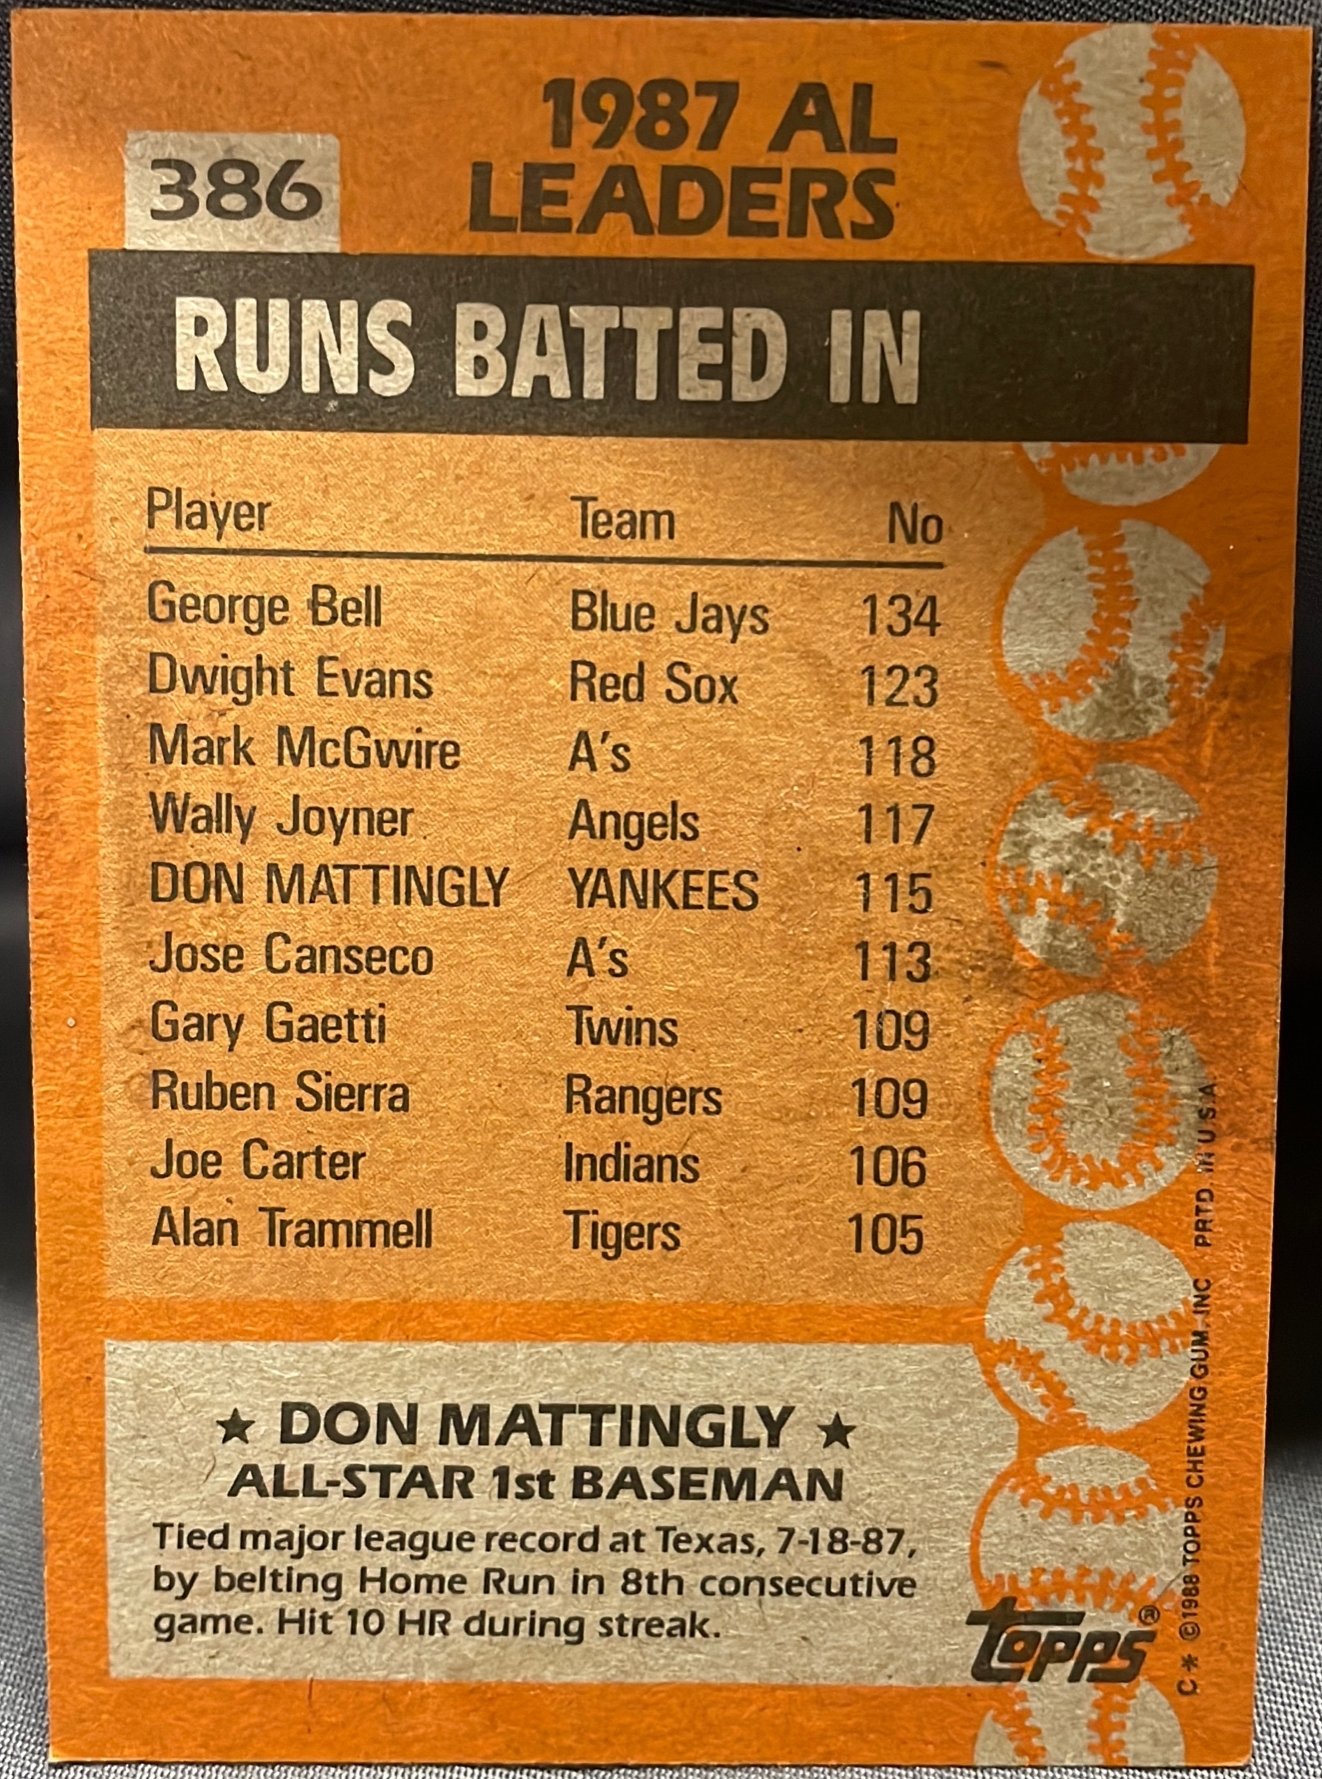 386
1987 AL
LEADERS
RUNS BATTED IN
Player Team No
George Bell Blue Jays 134
Dwight Evans Red Sox 123
Mark McGwire A's 118
Wally Joyner Angels 117
DON MATTINGLY YANKEES 115
Jose Canseco A's 113
Gary Gaetti Twins 109
Ruben Sierra Rangers 109
Joe Carter Indians 106
Alan Trammell Tigers 105
★ DON MATTINGLY ★
ALL-STAR 1st BASEMAN
Tied major league record at Texas, 7-18-87,
by belting Home Run in 8th consecutive
game. Hit 10 HR during streak.
topps®
C* ©1988 TOPPS CHEWING GUM, INC PRTD IN U.S.A